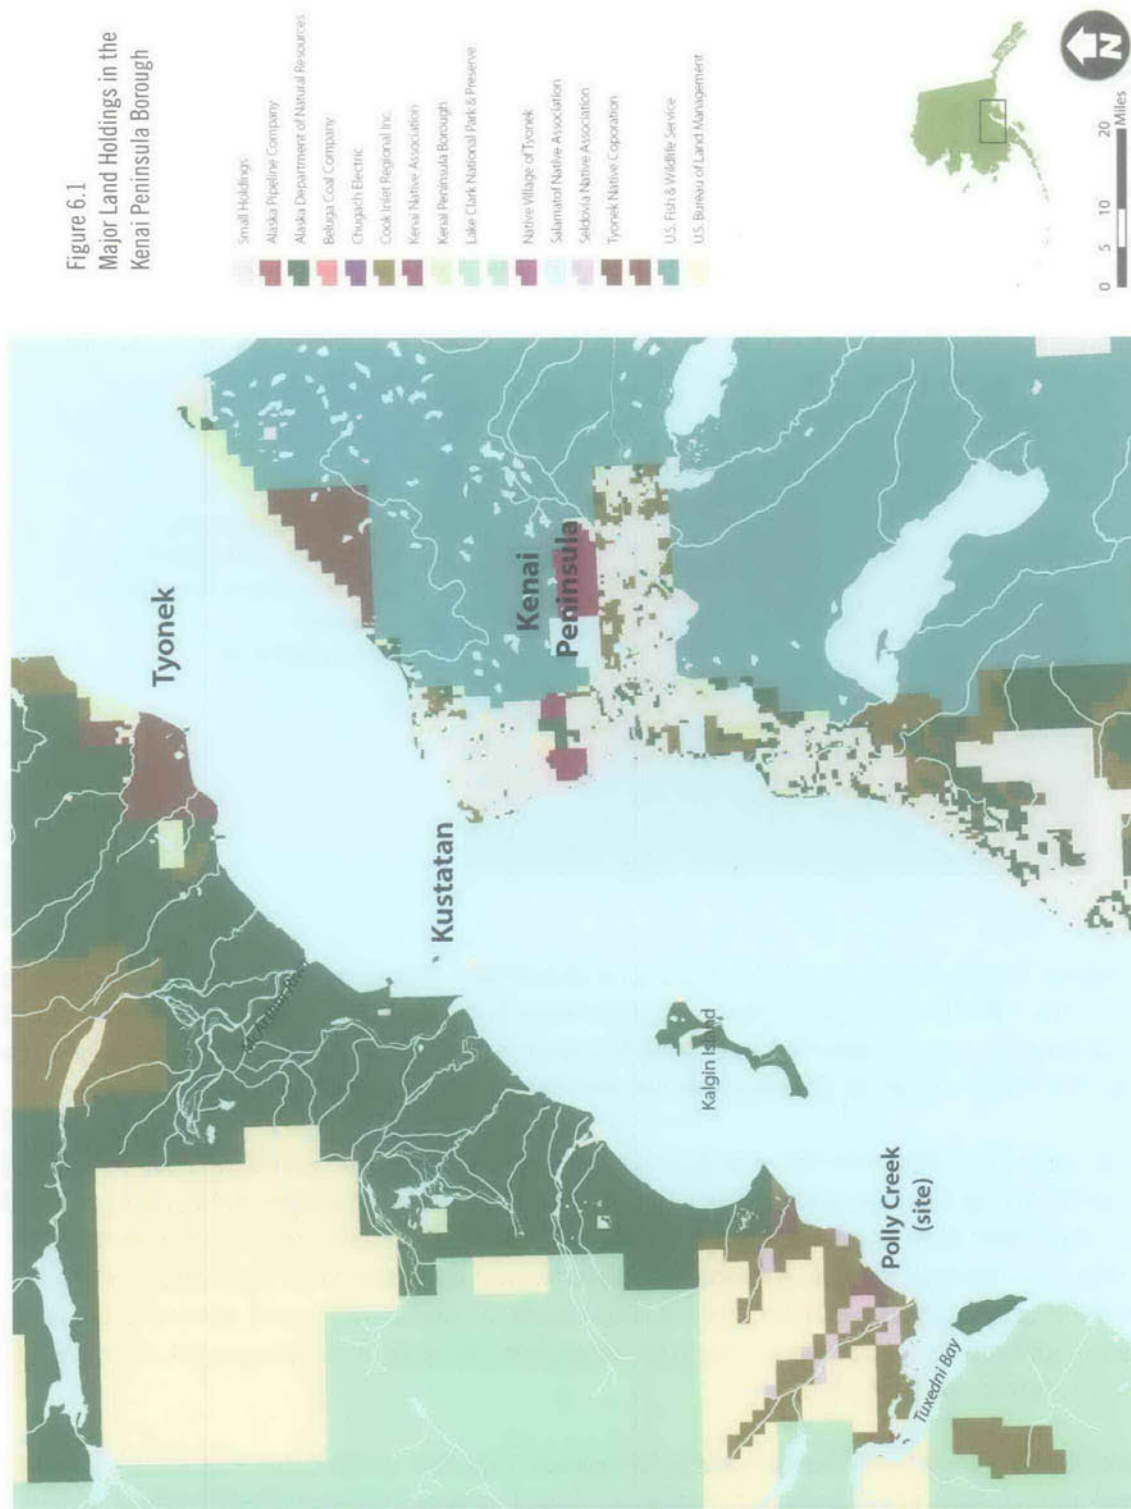 Figure 6.1
Major Land Holdings in the
Kenai Peninsula Borough
Small Holdings
Alaska Pipeline Company
Alaska Department of Natural Resources
Beluga Coal Company
Chugach Electric
Cook Inlet Regional Inc.
Kenai Native Association
Kenai Peninsula Borough
Lake Clark National Park & Preserve
Native Village of Tyonek
Salamatof Native Association
Seldovia Native Association
Tyonek Native Coporation
U.S. Fish & Wildlife Service
U.S. Bureau of Land Management
N
0 5 10 20
Miles
Tyonek
McArthur River
Kustatan
Kenai
Peninsula
Kalgin Island
Polly Creek
(site)
Tuxedni Bay